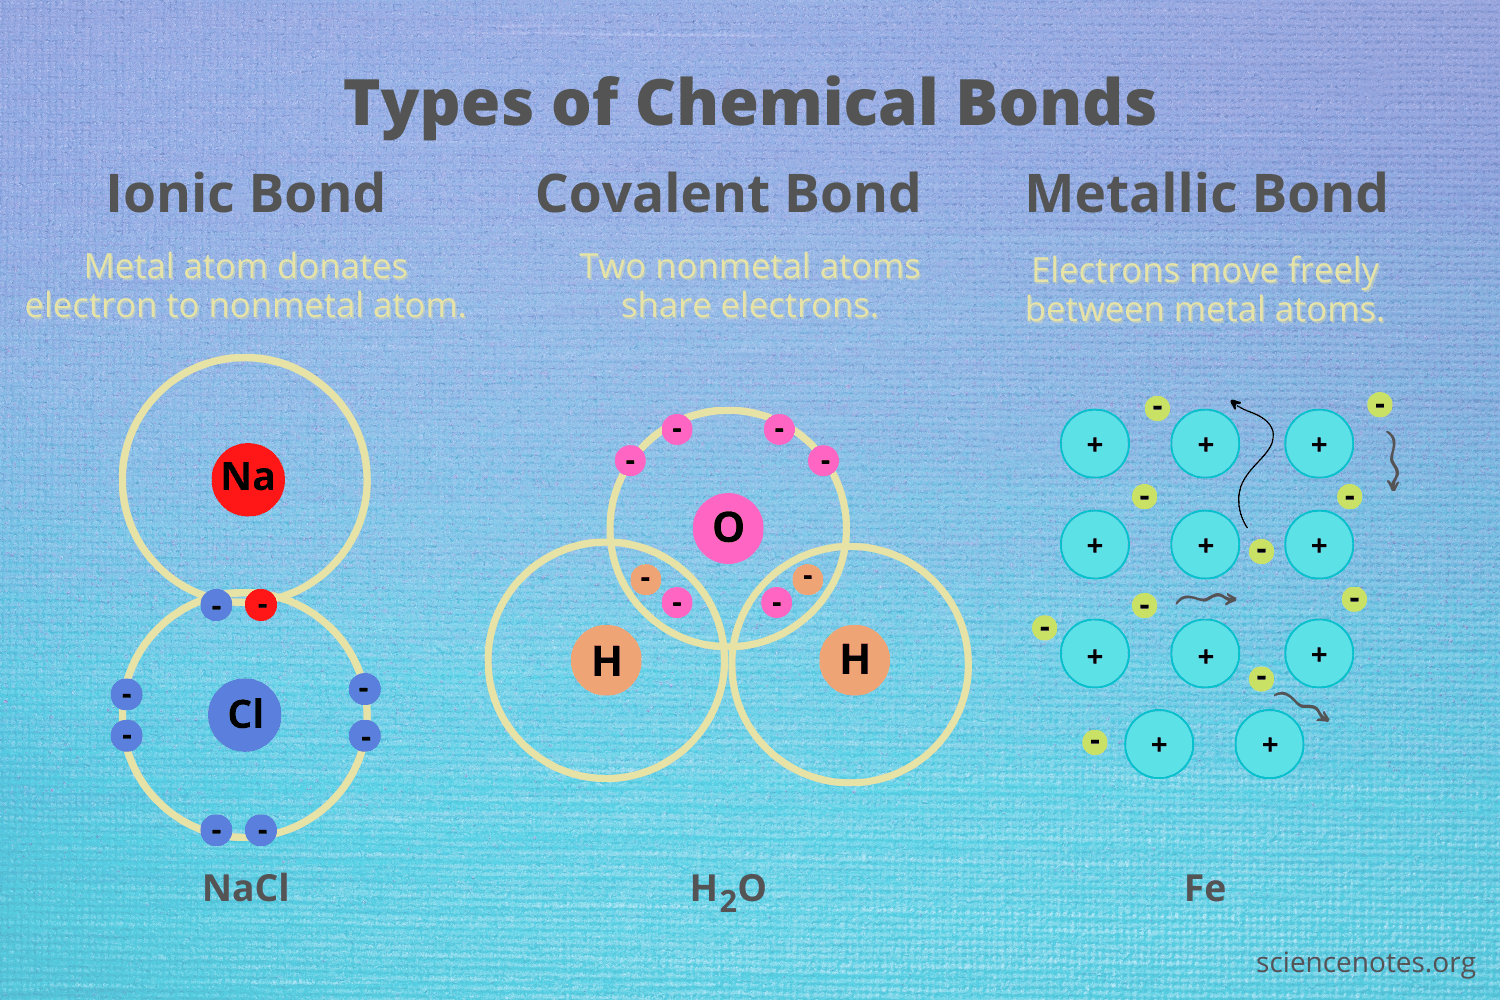 Types of Chemical Bonds
Ionic Bond
Metal atom donates
electron to nonmetal atom.
Na
- -
- -
Cl
- -
- -
NaCl
Covalent Bond
Two nonmetal atoms
share electrons.
- -
- -
O
- -
- -
H H
H₂O
Metallic Bond
Electrons move freely
between metal atoms.
- -
+ + +
- -
+ + +
-
- -
-
+ + +
-
- + +
Fe
sciencenotes.org